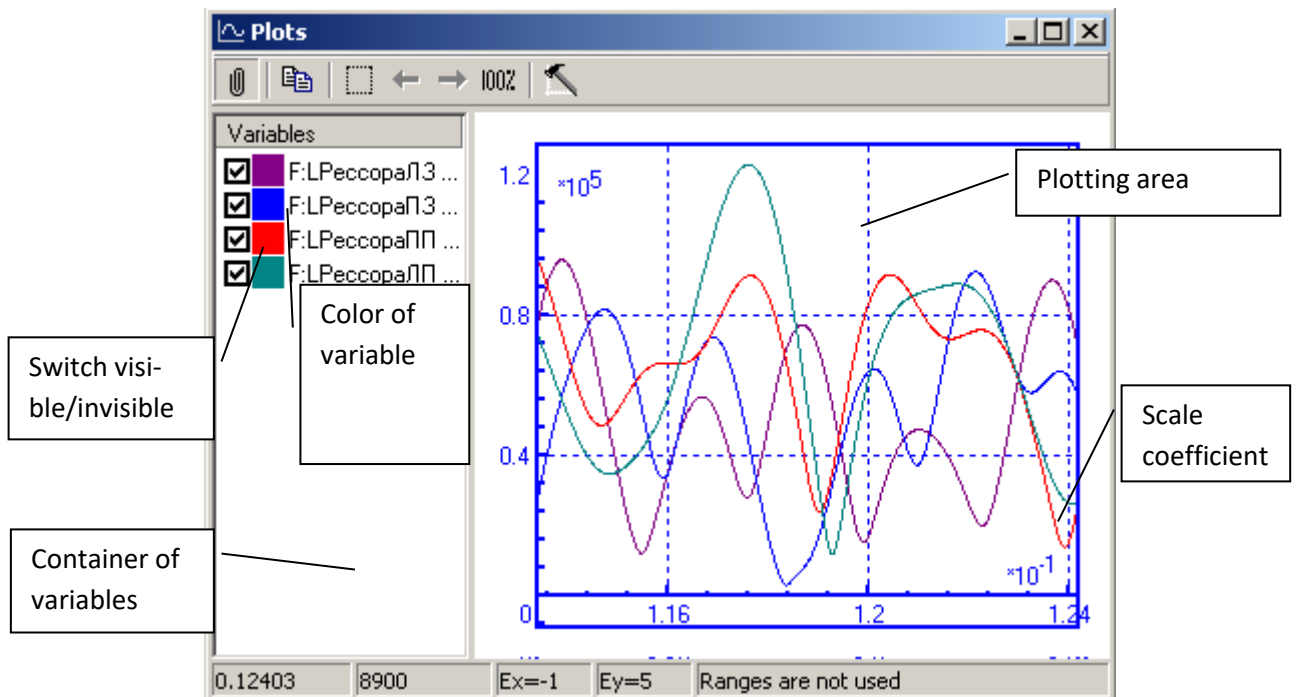 Plots
100%
Variables
F:LРессораЛЗ ...
F:LРессораПЗ ...
F:LРессораПП ...
F:LРессораЛП ...
Color of
variable
Switch visi-
ble/invisible
Container of
variables
Plotting area
Scale
coefficient
1.2
*10⁵
0.8
0.4
*10⁻¹
0
1.16
1.2
1.24
0.12403
8900
Ex=-1
Ey=5
Ranges are not used